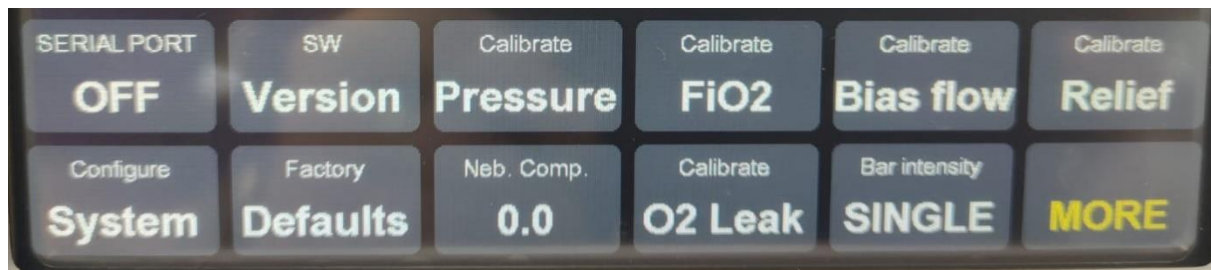 SERIAL PORT
OFF
SW
Version
Calibrate
Pressure
Calibrate
FiO2
Calibrate
Bias flow
Calibrate
Relief
Configure
System
Factory
Defaults
Neb. Comp.
0.0
Calibrate
O2 Leak
Bar intensity
SINGLE
MORE